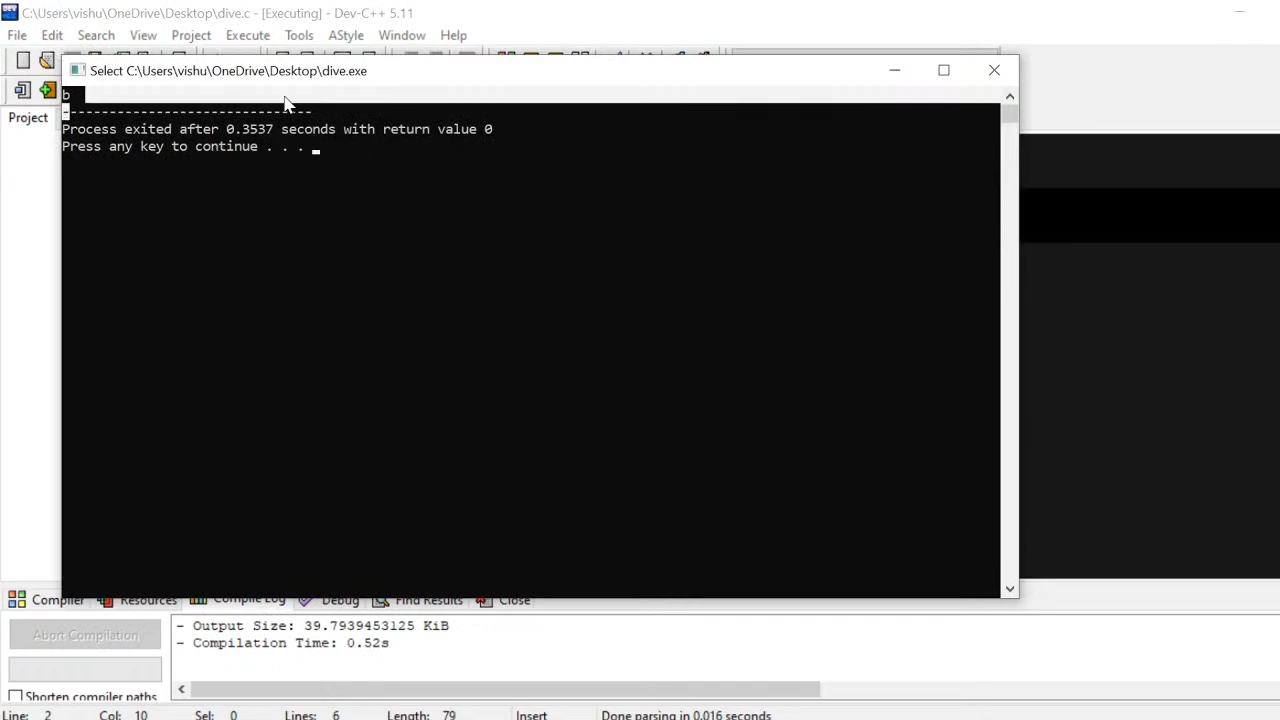 C:\Users\vishu\OneDrive\Desktop\dive.c - [Executing] - Dev-C++ 5.11
File Edit Search View Project Execute Tools AStyle Window Help
Select C:\Users\vishu\OneDrive\Desktop\dive.exe
b
--------------------------------
Project
Process exited after 0.3537 seconds with return value 0
Press any key to continue . . .
Compiler Resources Compile Log Debug Find Results Close
Abort Compilation
- Output Size: 39.7939453125 KiB
- Compilation Time: 0.52s
Shorten compiler paths
Line: 2 Col: 10 Sel: 0 Lines: 6 Length: 79 Insert Done parsing in 0.016 seconds